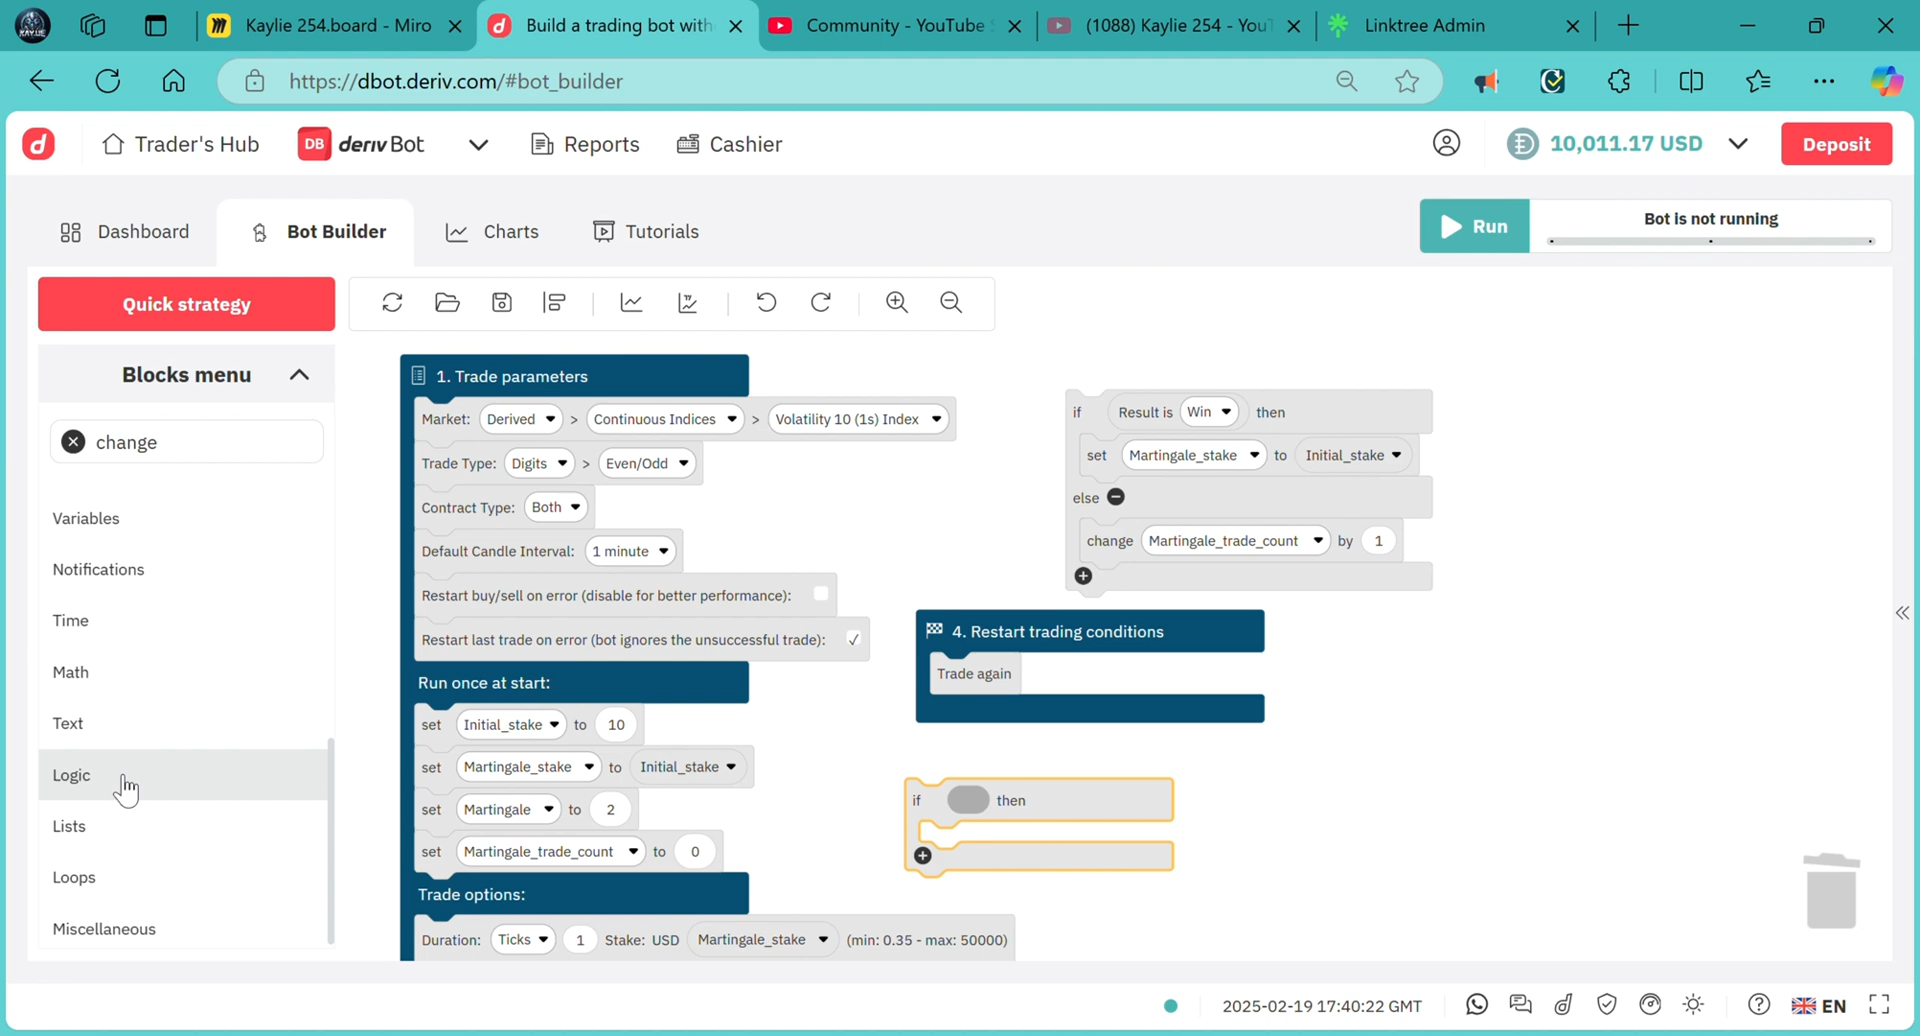 Kaylie 254.board - Miro
Build a trading bot with
Community - YouTube S
(1088) Kaylie 254 - YouT
Linktree Admin
https://dbot.deriv.com/#bot_builder
Trader's Hub
DB deriv Bot
Reports
Cashier
10,011.17 USD
Deposit
Dashboard
Bot Builder
Charts
Tutorials
Run
Bot is not running
Quick strategy
Blocks menu
change
Variables
Notifications
Time
Math
Text
Logic
Lists
Loops
Miscellaneous
1. Trade parameters
Market: Derived > Continuous Indices > Volatility 10 (1s) Index
Trade Type: Digits > Even/Odd
Contract Type: Both
Default Candle Interval: 1 minute
Restart buy/sell on error (disable for better performance):
Restart last trade on error (bot ignores the unsuccessful trade):
Run once at start:
set Initial_stake to 10
set Martingale_stake to Initial_stake
set Martingale to 2
set Martingale_trade_count to 0
Trade options:
Duration: Ticks 1 Stake: USD Martingale_stake (min: 0.35 - max: 50000)
if Result is Win then
set Martingale_stake to Initial_stake
else
change Martingale_trade_count by 1
4. Restart trading conditions
Trade again
if then
2025-02-19 17:40:22 GMT
EN